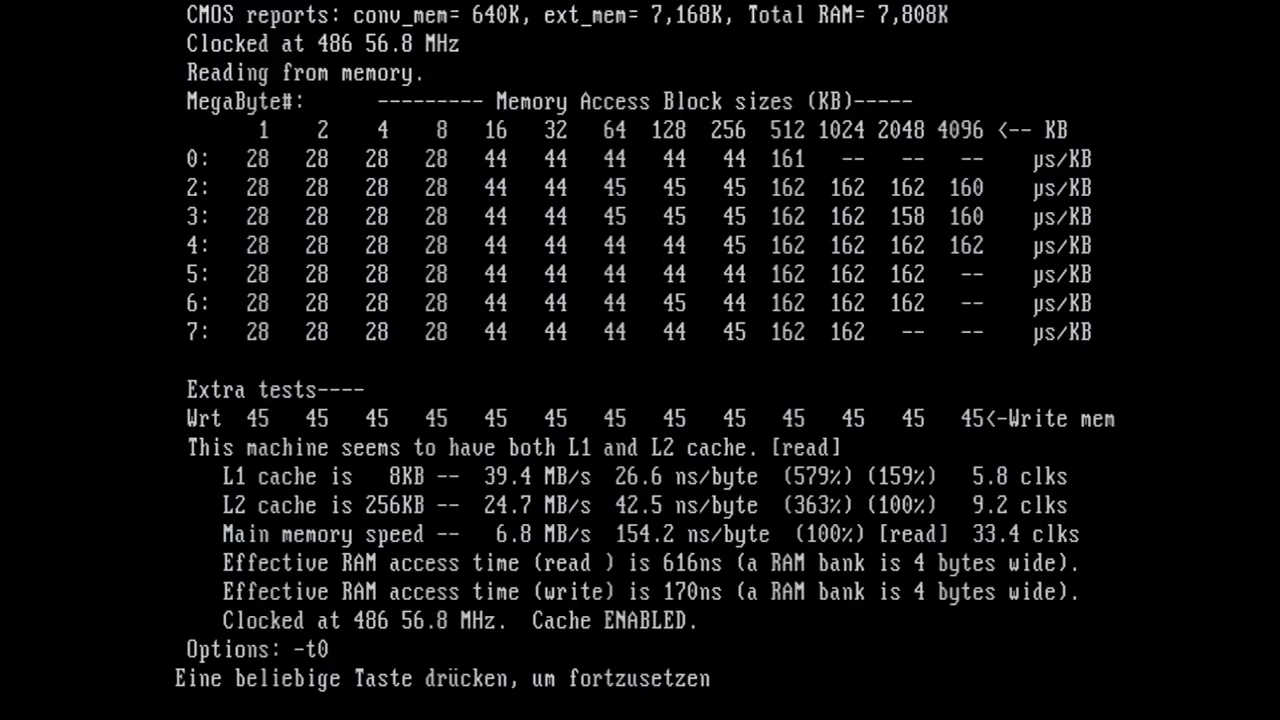 CMOS reports: conv_mem= 640K, ext_mem= 7,168K, Total RAM= 7,808K
Clocked at 486 56.8 MHz
Reading from memory.
MegaByte#: --------- Memory Access Block sizes (KB)-----
1 2 4 8 16 32 64 128 256 512 1024 2048 4096 <-- KB
0: 28 28 28 28 44 44 44 44 44 161 -- -- -- µs/KB
2: 28 28 28 28 44 44 45 45 45 162 162 162 160 µs/KB
3: 28 28 28 28 44 44 45 45 45 162 162 158 160 µs/KB
4: 28 28 28 28 44 44 44 44 45 162 162 162 162 µs/KB
5: 28 28 28 28 44 44 44 44 44 162 162 162 -- µs/KB
6: 28 28 28 28 44 44 44 45 44 162 162 162 -- µs/KB
7: 28 28 28 28 44 44 44 44 45 162 162 -- -- µs/KB
Extra tests----
Wrt 45 45 45 45 45 45 45 45 45 45 45 45 45<-Write mem
This machine seems to have both L1 and L2 cache. [read]
L1 cache is 8KB -- 39.4 MB/s 26.6 ns/byte (579%) (159%) 5.8 clks
L2 cache is 256KB -- 24.7 MB/s 42.5 ns/byte (363%) (100%) 9.2 clks
Main memory speed -- 6.8 MB/s 154.2 ns/byte (100%) [read] 33.4 clks
Effective RAM access time (read ) is 616ns (a RAM bank is 4 bytes wide).
Effective RAM access time (write) is 170ns (a RAM bank is 4 bytes wide).
Clocked at 486 56.8 MHz. Cache ENABLED.
Options: -t0
Eine beliebige Taste drücken, um fortzusetzen